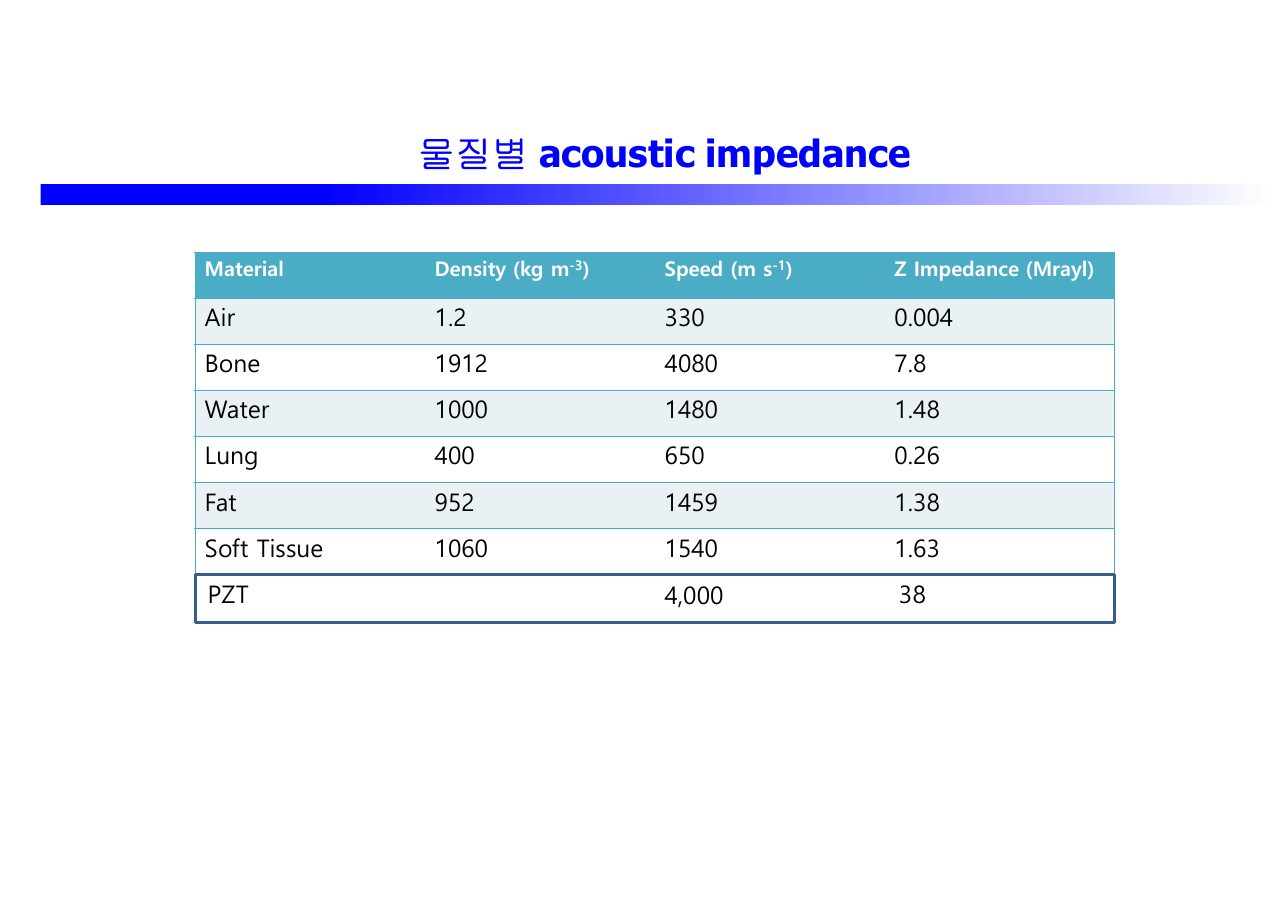 물질별 acoustic impedance
Material Density (kg m-3) Speed (m s-1) Z Impedance (Mrayl)
Air 1.2 330 0.004
Bone 1912 4080 7.8
Water 1000 1480 1.48
Lung 400 650 0.26
Fat 952 1459 1.38
Soft Tissue 1060 1540 1.63
PZT 4,000 38